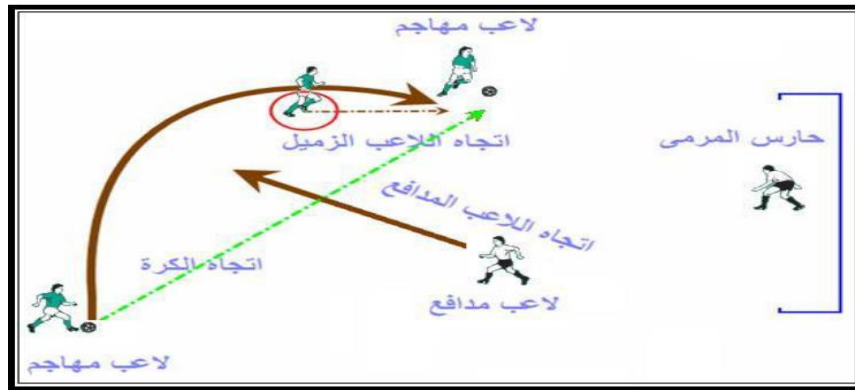 لاعب مهاجم
حارس المرمى
اتجاه اللاعب الزميل
اتجاه اللاعب المدافع
اتجاه الكرة
لاعب مدافع
لاعب مهاجم